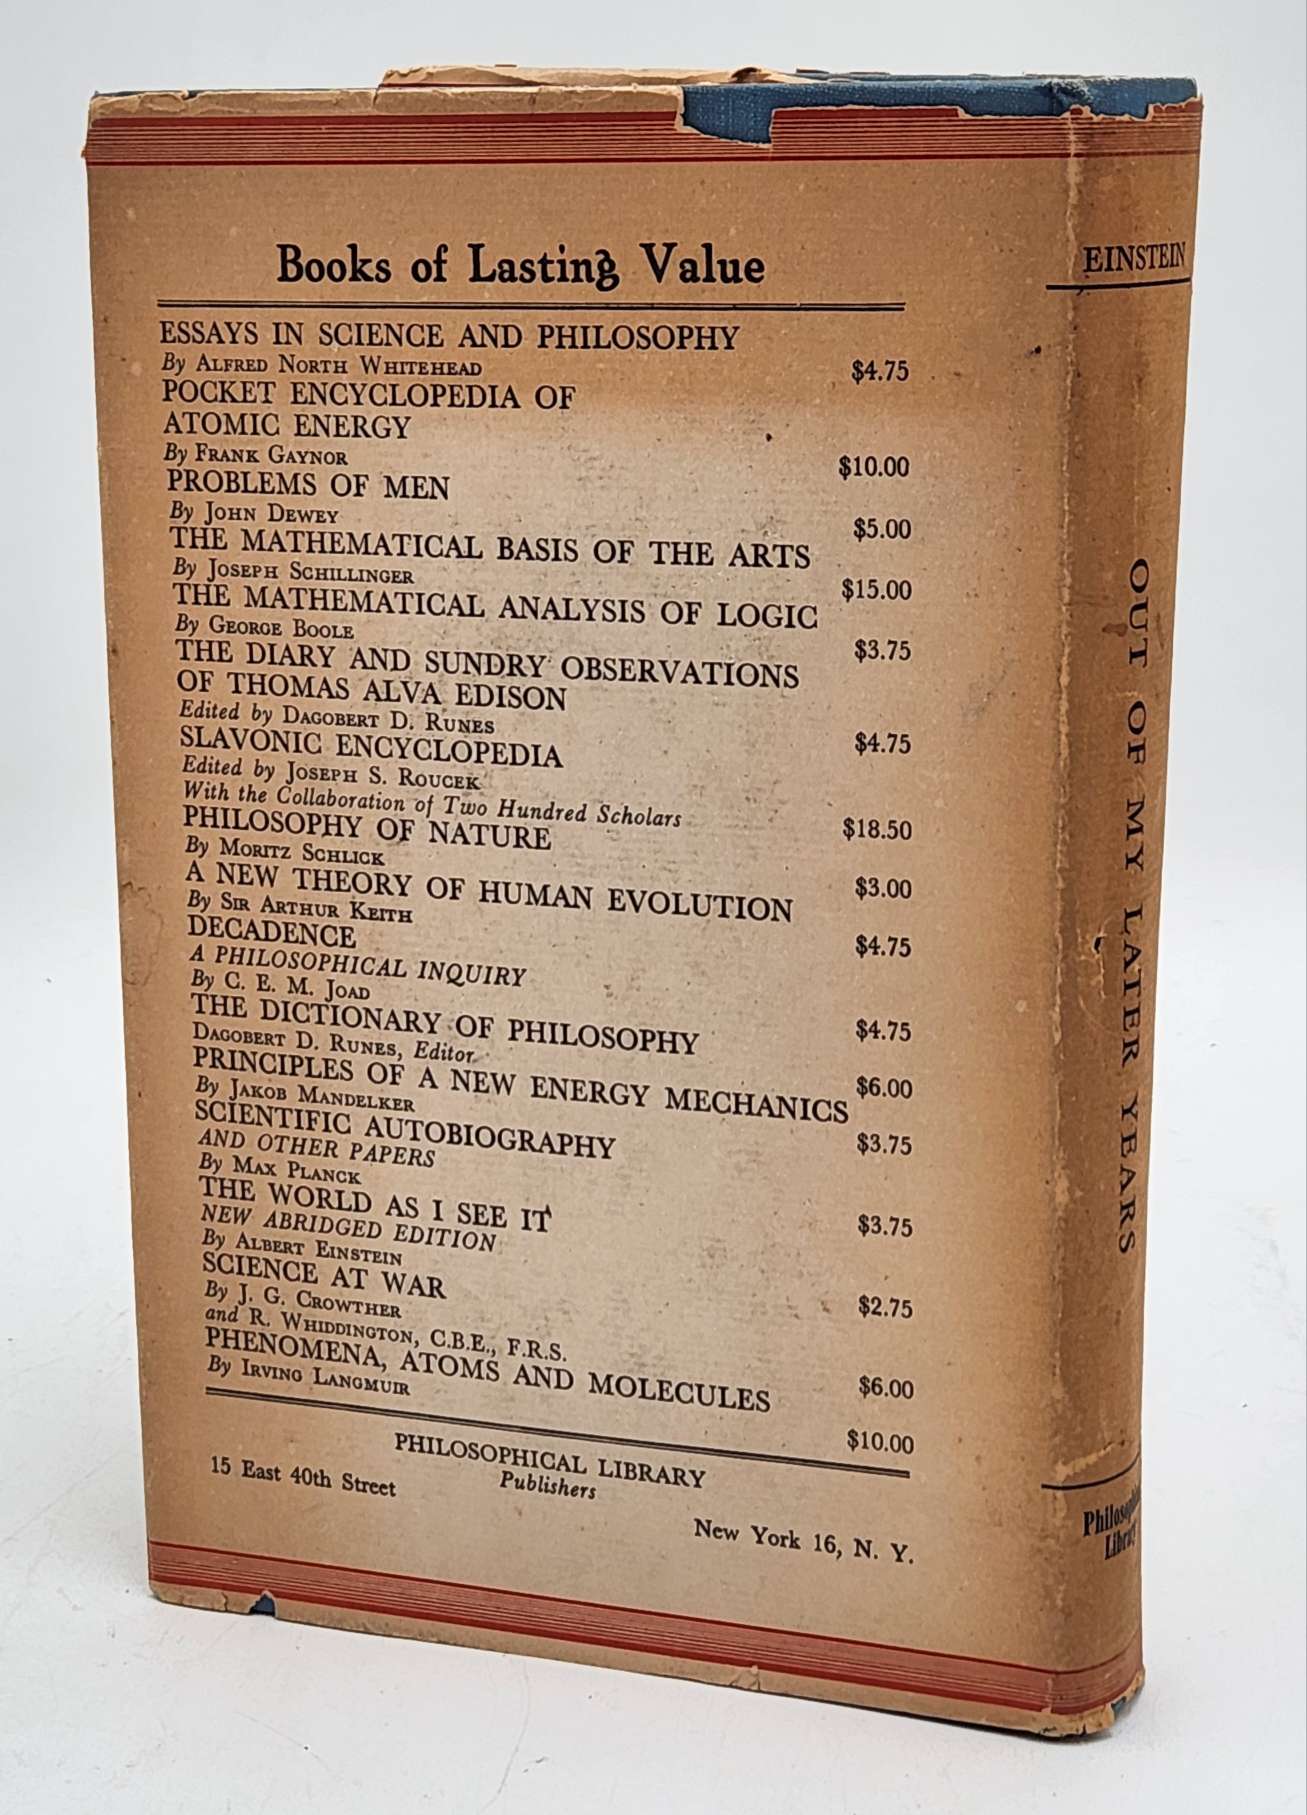 Books of Lasting Value
ESSAYS IN SCIENCE AND PHILOSOPHY
By ALFRED NORTH WHITEHEAD $4.75
POCKET ENCYCLOPEDIA OF
ATOMIC ENERGY
By FRANK GAYNOR $10.00
PROBLEMS OF MEN
By JOHN DEWEY $5.00
THE MATHEMATICAL BASIS OF THE ARTS
By JOSEPH SCHILLINGER $15.00
THE MATHEMATICAL ANALYSIS OF LOGIC
By GEORGE BOOLE $3.75
THE DIARY AND SUNDRY OBSERVATIONS
OF THOMAS ALVA EDISON
Edited by DAGOBERT D. RUNES $4.75
SLAVONIC ENCYCLOPEDIA
Edited by JOSEPH S. ROUCEK
With the Collaboration of Two Hundred Scholars $18.50
PHILOSOPHY OF NATURE
By MORITZ SCHLICK $3.00
A NEW THEORY OF HUMAN EVOLUTION
By SIR ARTHUR KEITH $4.75
DECADENCE
A PHILOSOPHICAL INQUIRY
By C. E. M. JOAD $4.75
THE DICTIONARY OF PHILOSOPHY
DAGOBERT D. RUNES, Editor $6.00
PRINCIPLES OF A NEW ENERGY MECHANICS
By JAKOB MANDELKER $3.75
SCIENTIFIC AUTOBIOGRAPHY
AND OTHER PAPERS
By MAX PLANCK $3.75
THE WORLD AS I SEE IT
NEW ABRIDGED EDITION
By ALBERT EINSTEIN $2.75
SCIENCE AT WAR
By J. G. CROWTHER
and R. WHIDDINGTON, C.B.E., F.R.S. $6.00
PHENOMENA, ATOMS AND MOLECULES
By IRVING LANGMUIR $10.00
PHILOSOPHICAL LIBRARY
Publishers
15 East 40th Street New York 16, N. Y.
EINSTEIN
OUT OF MY LATER YEARS
Philosophical
Library